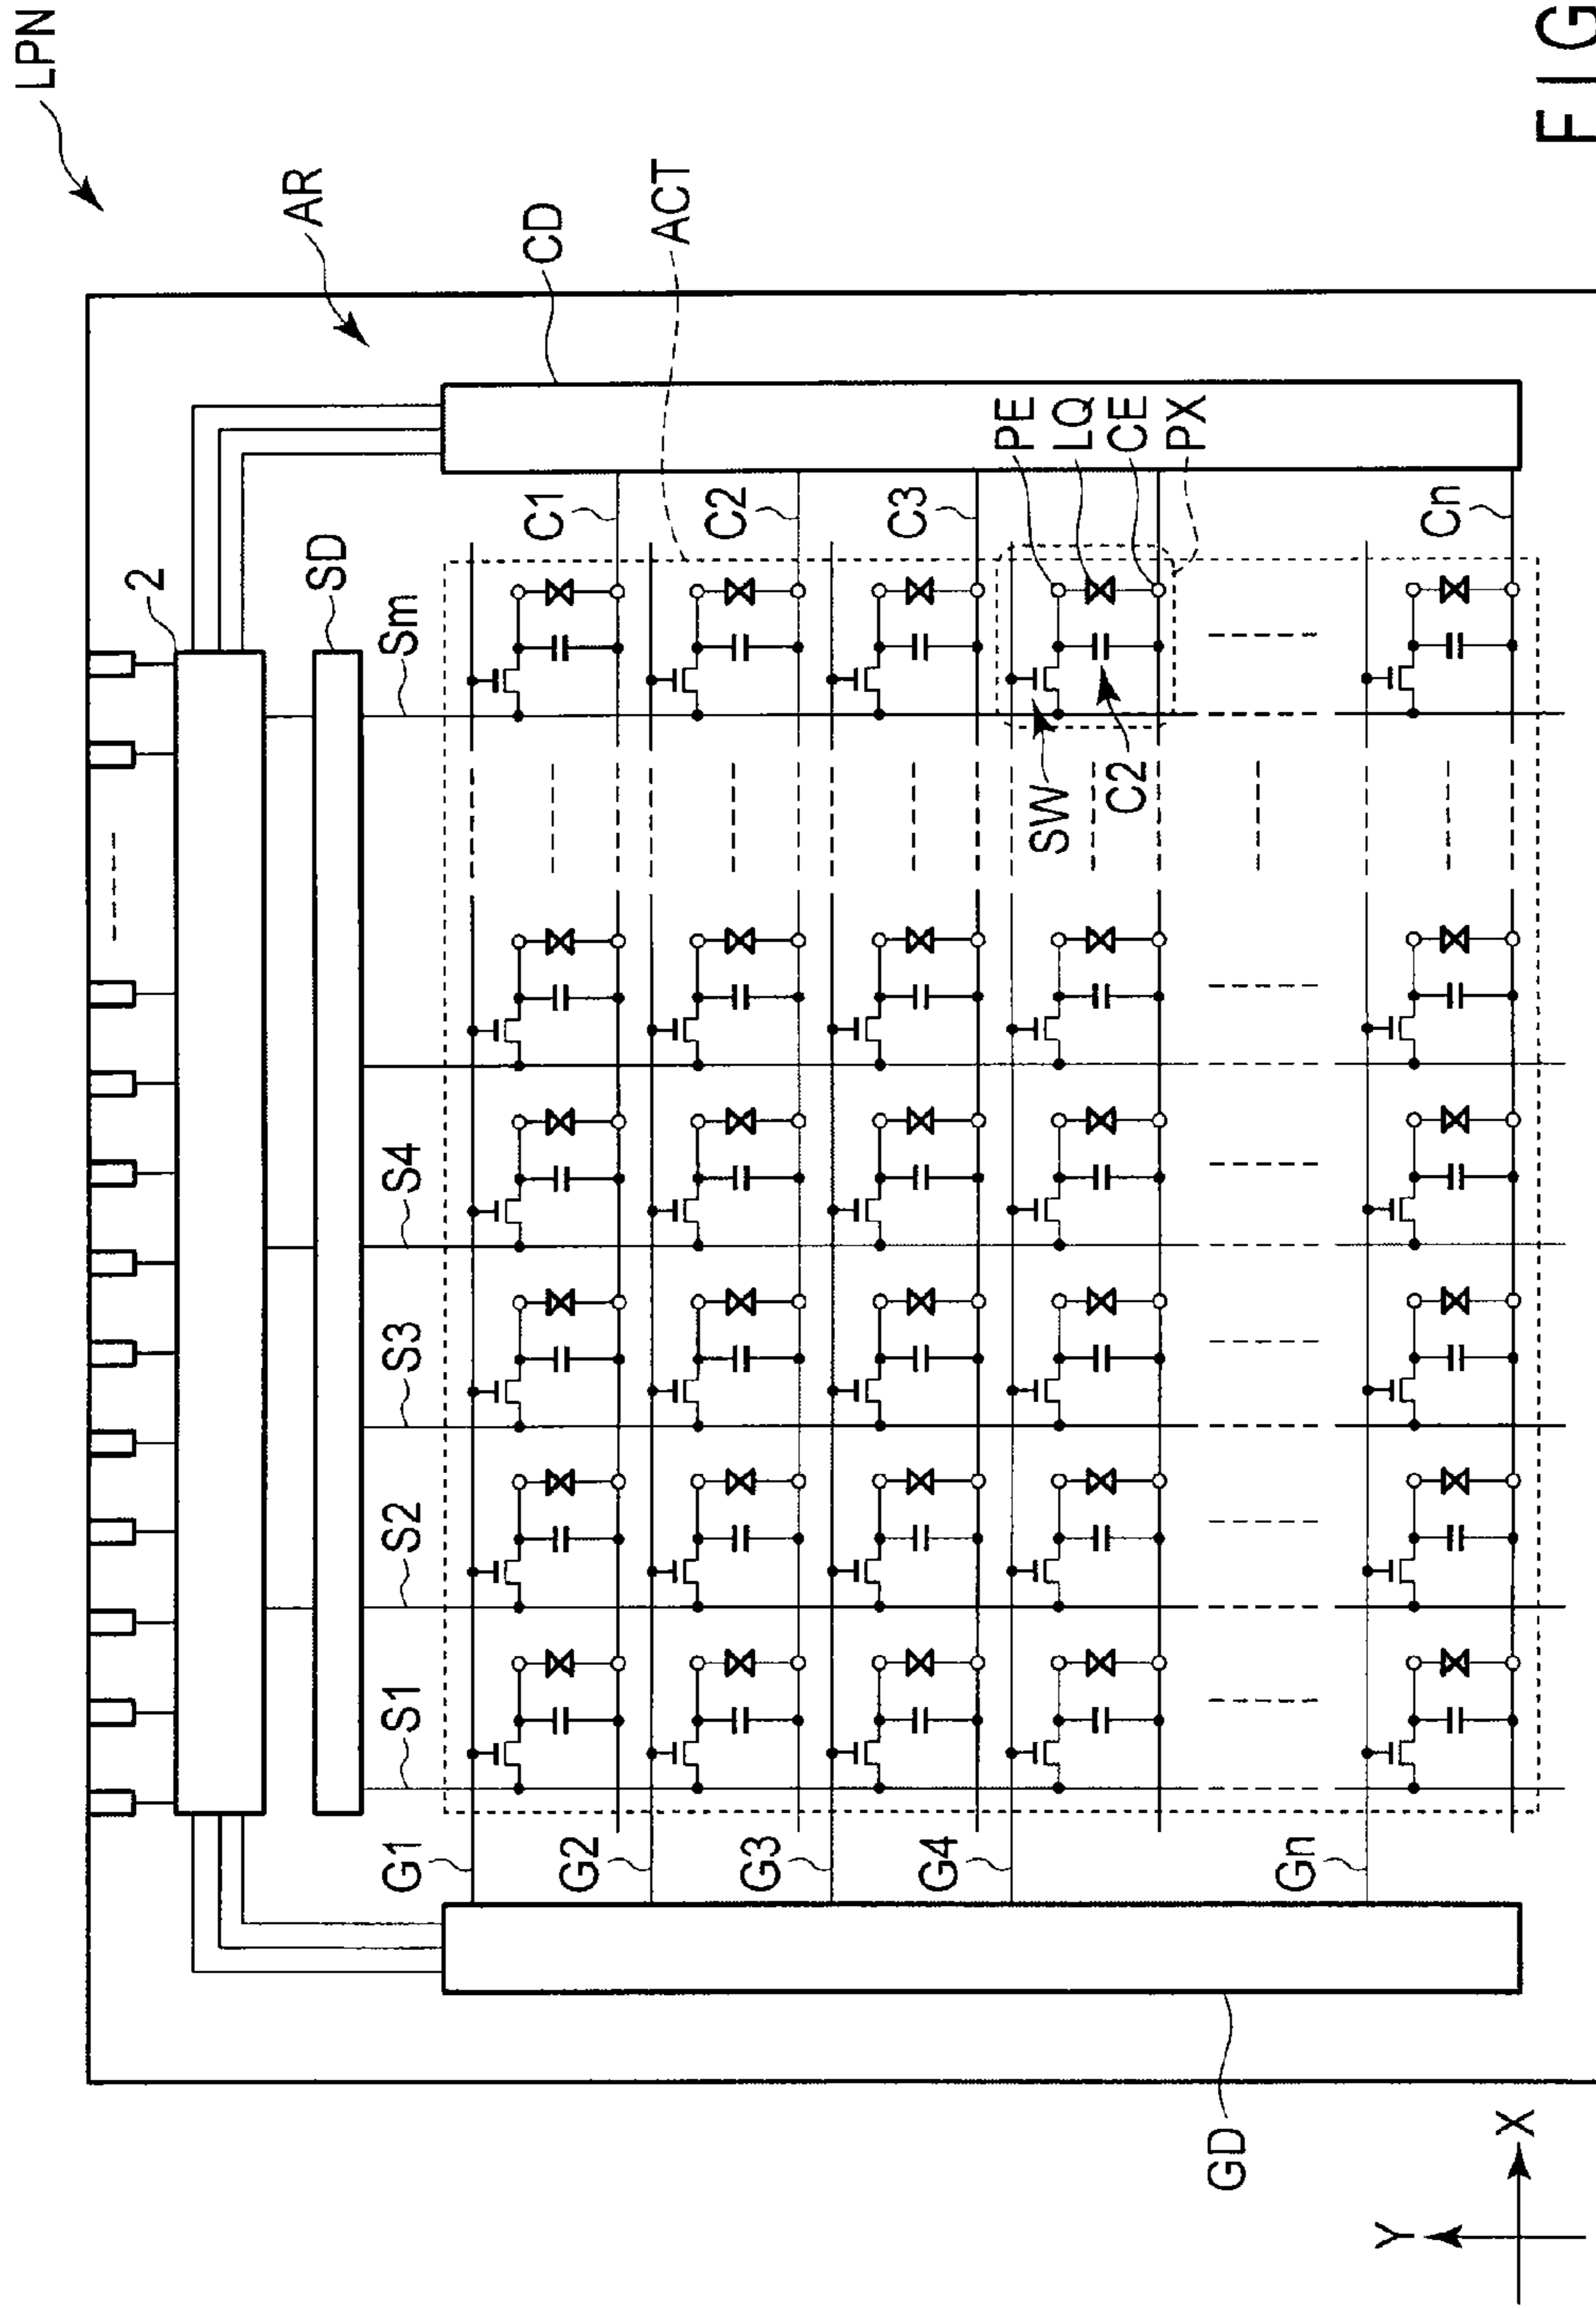 LPN
AR
CD
ACT
2
SD
Sm
S4
S3
S2
S1
C1
C2
C3
Cn
PE
LQ
CE
PX
SW
C2
G1
G2
G3
G4
Gn
GD
Y
X
FIG